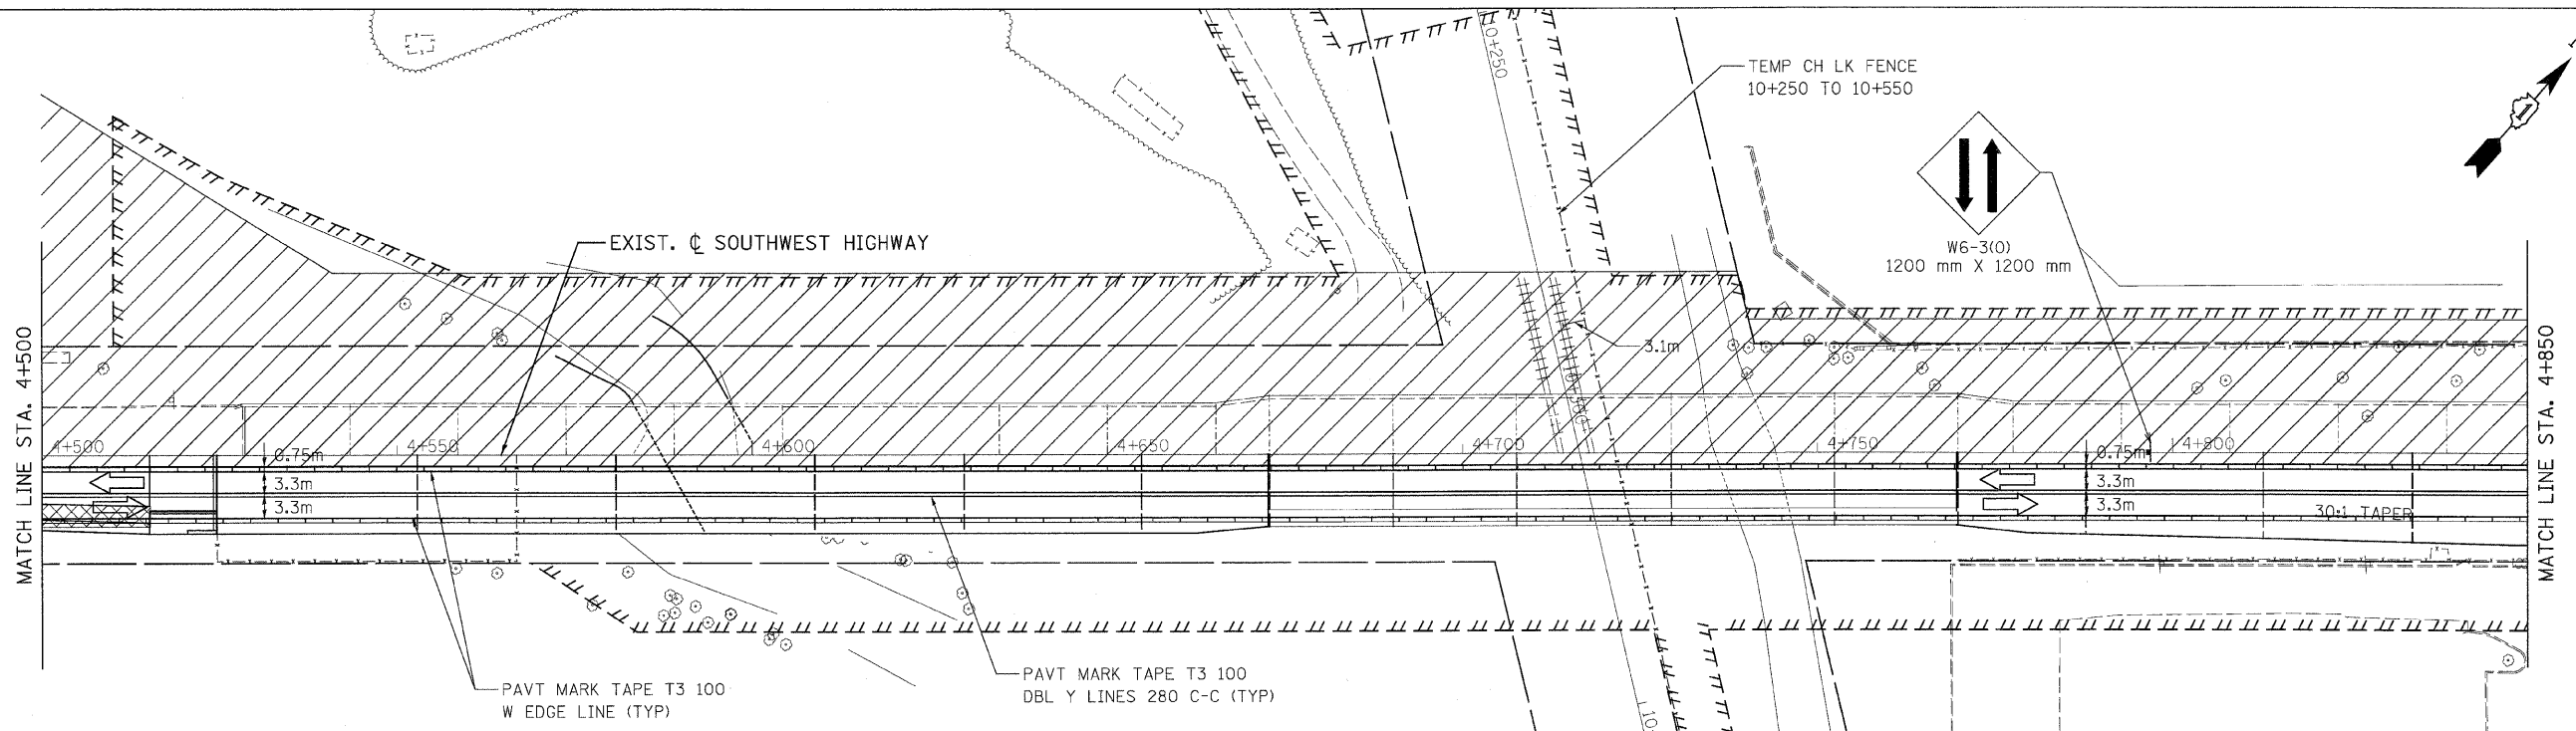 10+250
TEMP CH LK FENCE
10+250 TO 10+550
1
W6-3(O)
1200 mm X 1200 mm
EXIST. ℄ SOUTHWEST HIGHWAY
3.1m
MATCH LINE STA. 4+500
MATCH LINE STA. 4+850
4+500
4+550
4+600
4+650
4+700
4+750
4+800
0.75m
3.3m
3.3m
0.75m
3.3m
3.3m
30:1 TAPER
PAVT MARK TAPE T3 100
W EDGE LINE (TYP)
PAVT MARK TAPE T3 100
DBL Y LINES 280 C-C (TYP)